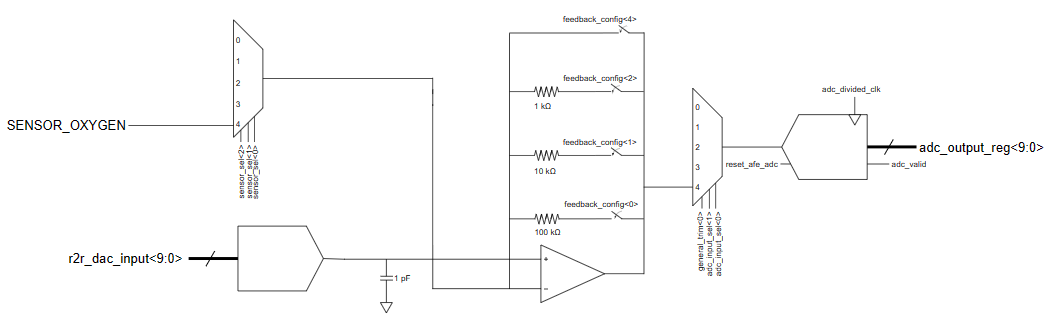 feedback_config<4>
0
1
2
3
4
SENSOR_OXYGEN
sensor_sel<2>
sensor_sel<1>
sensor_sel<0>
feedback_config<2>
1 kΩ
feedback_config<1>
10 kΩ
feedback_config<0>
100 kΩ
r2r_dac_input<9:0>
1 pF
+
−
0
1
2
3
4
general_trim<0>
adc_input_sel<1>
adc_input_sel<0>
adc_divided_clk
reset_afe_adc
adc_output_reg<9:0>
adc_valid